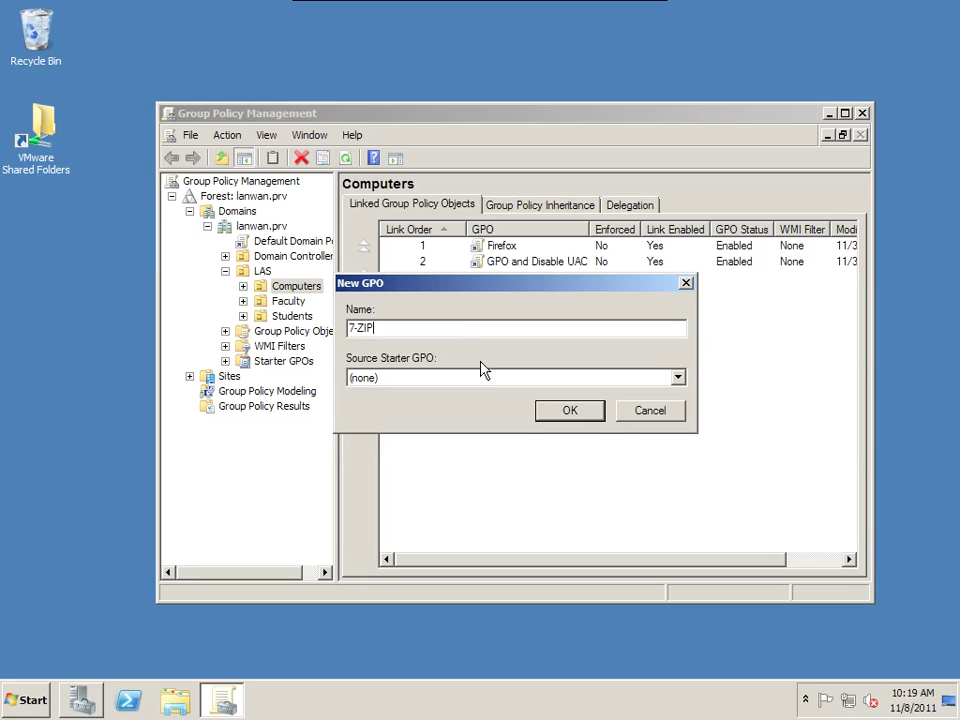 Recycle Bin
VMware
Shared Folders
Group Policy Management
File Action View Window Help
Group Policy Management
Forest: lanwan.prv
Domains
lanwan.prv
Default Domain P
Domain Controller
LAS
Computers
Faculty
Students
Group Policy Obje
WMI Filters
Starter GPOs
Sites
Group Policy Modeling
Group Policy Results
Computers
Linked Group Policy Objects Group Policy Inheritance Delegation
Link Order GPO Enforced Link Enabled GPO Status WMI Filter Modi
1 Firefox No Yes Enabled None 11/3
2 GPO and Disable UAC No Yes Enabled None 11/3
New GPO
Name:
7-ZIP
Source Starter GPO:
(none)
OK Cancel
Start
10:19 AM
11/8/2011